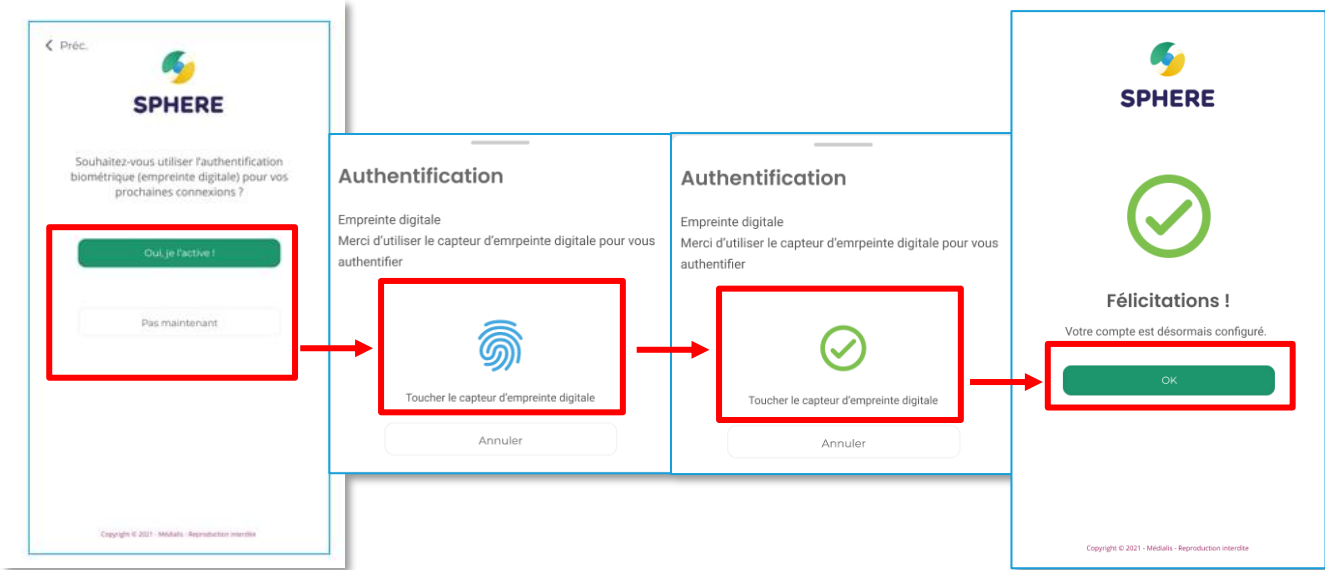 Préc.
SPHERE
Souhaitez-vous utiliser l'authentification
biométrique (empreinte digitale) pour vos
prochaines connexions ?
Oui, je l'active !
Pas maintenant
Copyright © 2021 - Médialis - Reproduction interdite
Authentification
Empreinte digitale
Merci d'utiliser le capteur d'emrpeinte digitale pour vous
authentifier
Toucher le capteur d'empreinte digitale
Annuler
Authentification
Empreinte digitale
Merci d'utiliser le capteur d'emrpeinte digitale pour vous
authentifier
Toucher le capteur d'empreinte digitale
Annuler
SPHERE
Félicitations !
Votre compte est désormais configuré.
OK
Copyright © 2021 - Médialis - Reproduction interdite